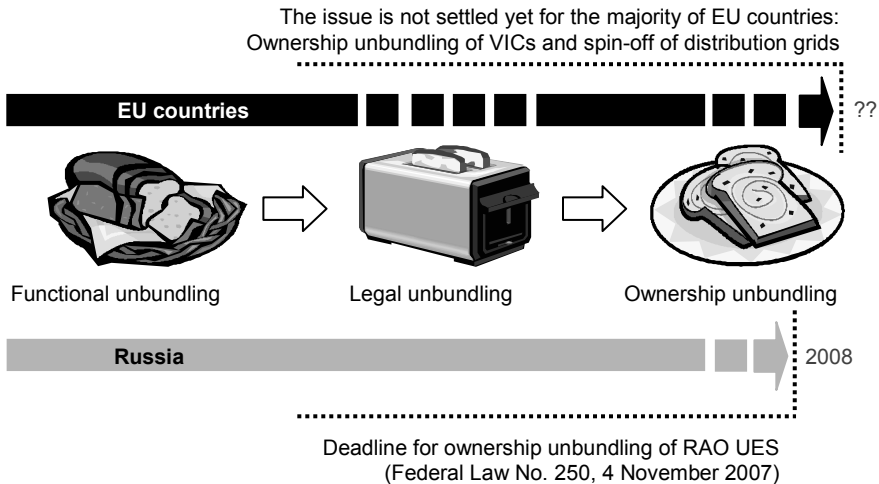 The issue is not settled yet for the majority of EU countries:
Ownership unbundling of VICs and spin-off of distribution grids
EU countries
??
Functional unbundling
Legal unbundling
Ownership unbundling
Russia
2008
Deadline for ownership unbundling of RAO UES
(Federal Law No. 250, 4 November 2007)